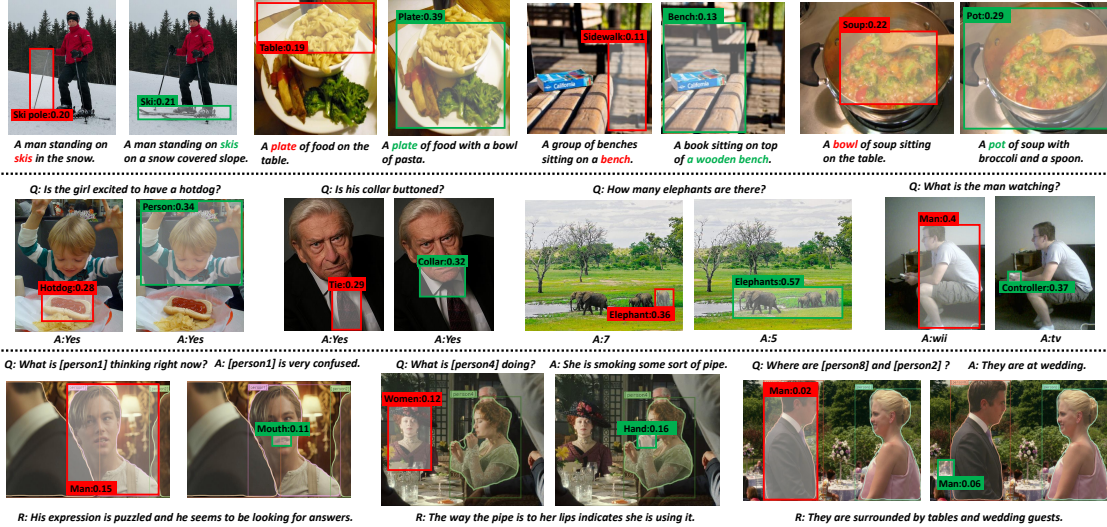 Ski pole:0.20
Ski:0.21
Table:0.19
Plate:0.39
Sidewalk:0.11
California
Bench:0.13
California
Soup:0.22
Pot:0.29
A man standing on
skis in the snow.
A man standing on skis
on a snow covered slope.
A plate of food on the
table.
A plate of food with a bowl
of pasta.
A group of benches
sitting on a bench.
A book sitting on top
of a wooden bench.
A bowl of soup sitting
on the table.
A pot of soup with
broccoli and a spoon.
Q: Is the girl excited to have a hotdog?
Q: Is his collar buttoned?
Q: How many elephants are there?
Q: What is the man watching?
Hotdog:0.28
Person:0.34
Tie:0.29
Collar:0.32
Elephant:0.36
Elephants:0.57
Man:0.4
Controller:0.37
A:Yes
A:Yes
A:Yes
A:Yes
A:7
A:5
A:wii
A:tv
Q: What is [person1] thinking right now?
A: [person1] is very confused.
Q: What is [person4] doing?
A: She is smoking some sort of pipe.
Q: Where are [person8] and [person2] ?
A: They are at wedding.
Man:0.15
Mouth:0.11
Women:0.12
Hand:0.16
Man:0.02
Man:0.06
R: His expression is puzzled and he seems to be looking for answers.
R: The way the pipe is to her lips indicates she is using it.
R: They are surrounded by tables and wedding guests.